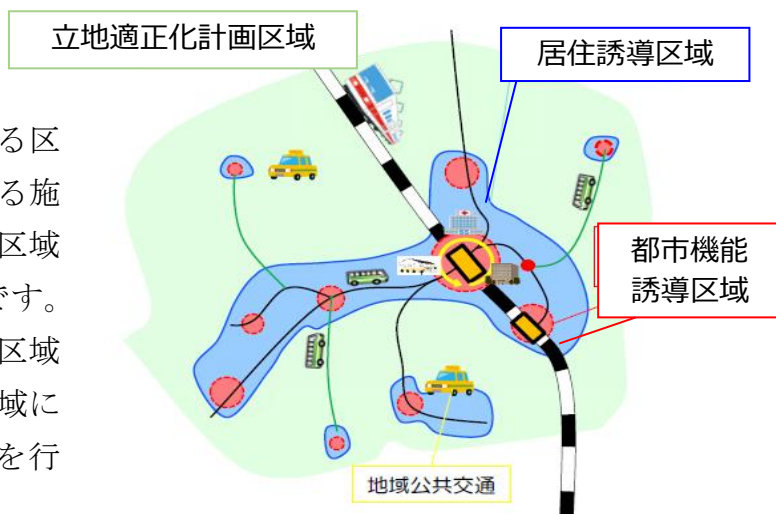 立地適正化計画区域
居住誘導区域
る区
る施
区域
です。
区域
域に
を行
都市機能
誘導区域
地域公共交通